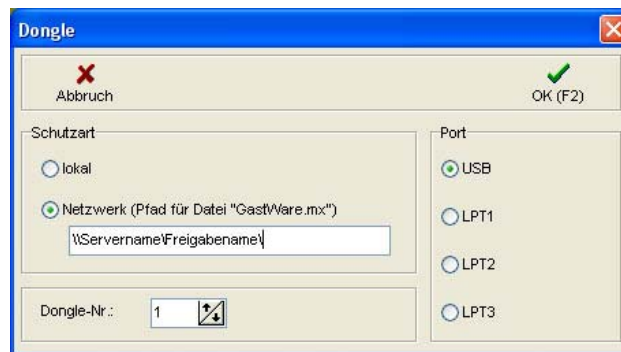 Dongle
Abbruch
OK (F2)
Schutzart
lokal
Netzwerk (Pfad für Datei "GastWare.mx")
\\Servername\Freigabename\
Dongle-Nr.:
1
Port
USB
LPT1
LPT2
LPT3